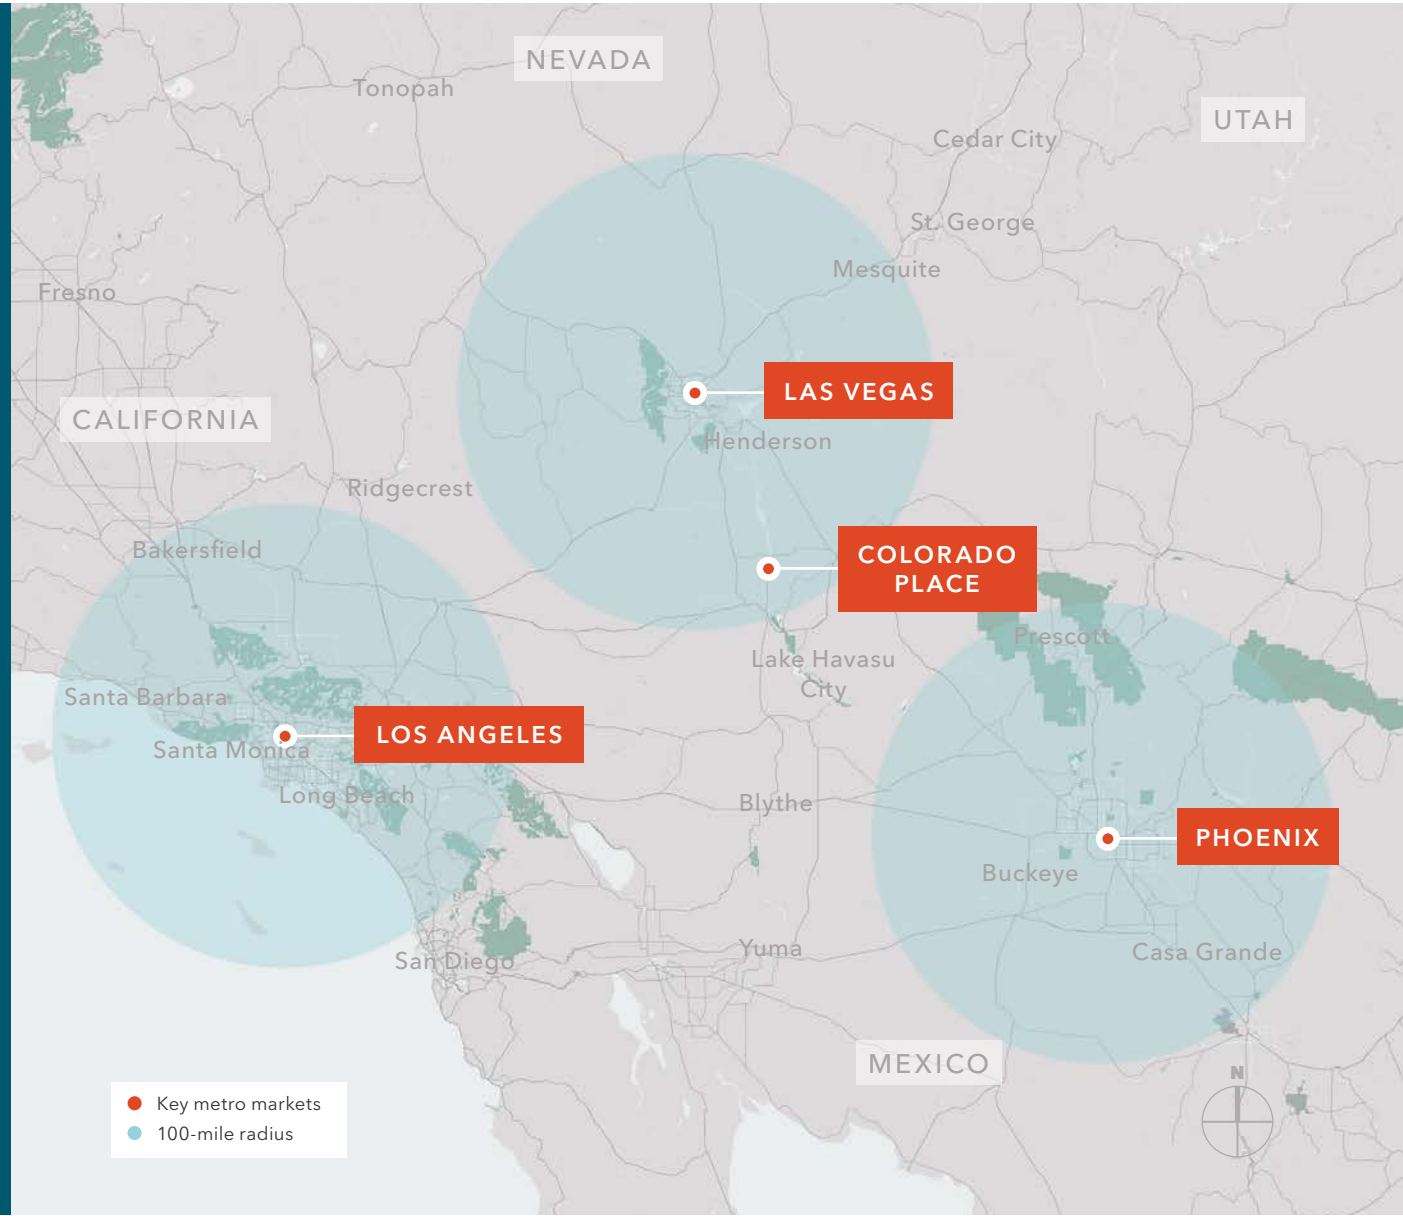 NEVADA
Tonopah
UTAH
Cedar City
St. George
Mesquite
Fresno
LAS VEGAS
CALIFORNIA
Henderson
Ridgecrest
Bakersfield
COLORADO
PLACE
Prescott
Lake Havasu
City
Santa Barbara
LOS ANGELES
Santa Monica
Long Beach
Blythe
PHOENIX
Buckeye
Yuma
Casa Grande
San Diego
MEXICO
N
Key metro markets
100-mile radius